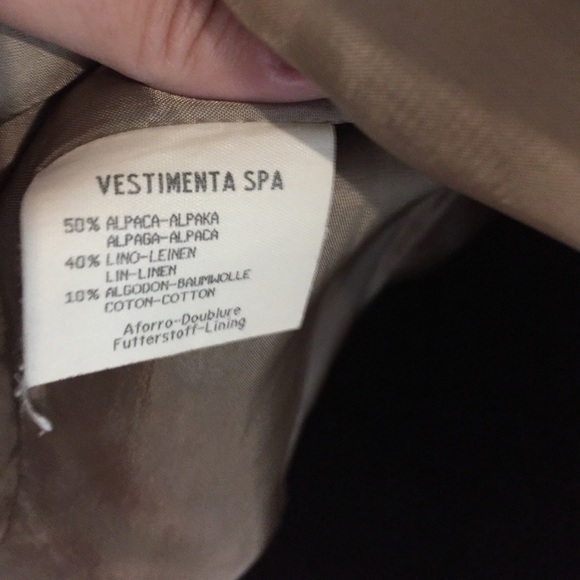 VESTIMENTA SPA
50% ALPACA-ALPAKA
ALPAGA-ALPACA
40% LINO-LEINEN
LIN-LINEN
10% ALGODON-BAUMWOLLE
COTON-COTTON
Aforro-Doublure
Futterstoff-Lining